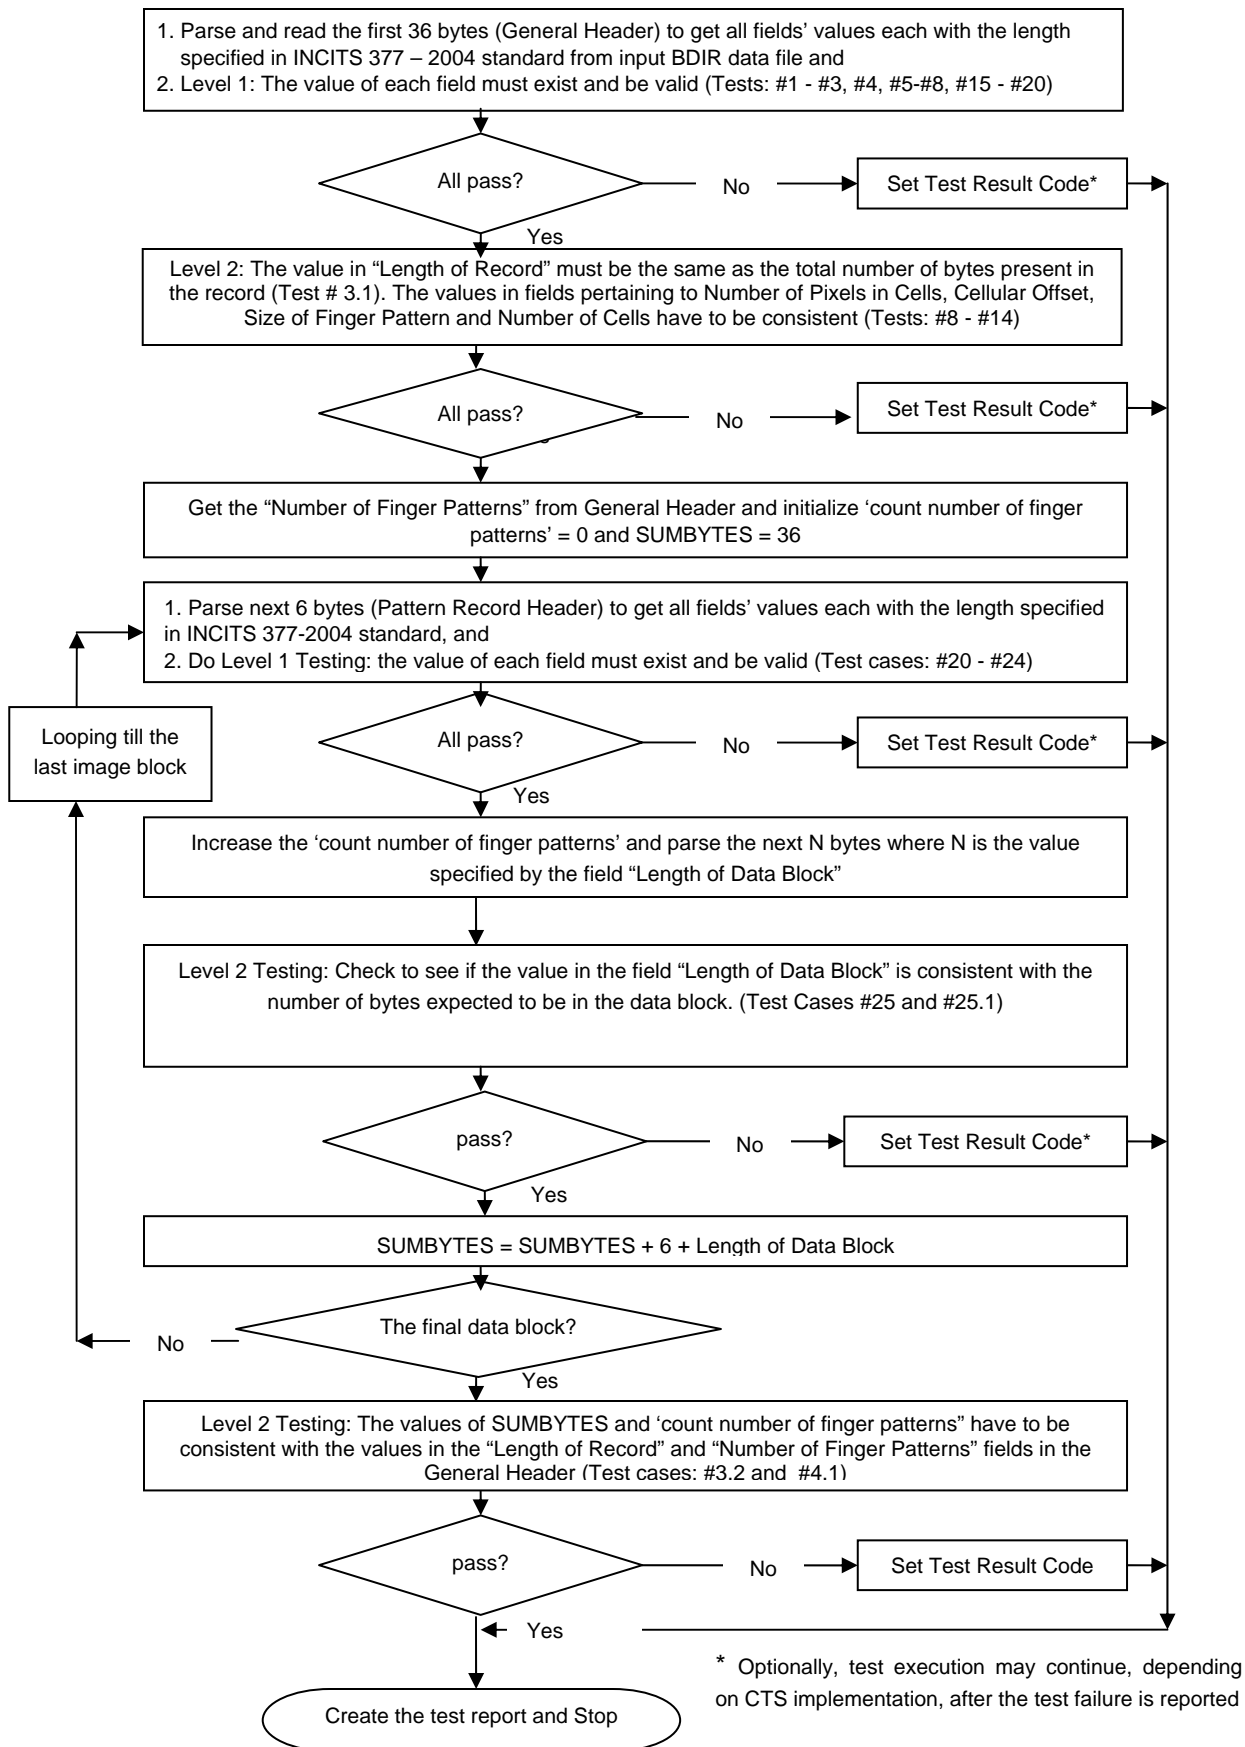 1. Parse and read the first 36 bytes (General Header) to get all fields' values each with the length
specified in INCITS 377 – 2004 standard from input BDIR data file and
2. Level 1: The value of each field must exist and be valid (Tests: #1 - #3, #4, #5-#8, #15 - #20)
All pass?
No
Set Test Result Code*
Yes
Level 2: The value in “Length of Record” must be the same as the total number of bytes present in
the record (Test # 3.1). The values in fields pertaining to Number of Pixels in Cells, Cellular Offset,
Size of Finger Pattern and Number of Cells have to be consistent (Tests: #8 - #14)
All pass?
No
Set Test Result Code*
Get the “Number of Finger Patterns” from General Header and initialize ‘count number of finger
patterns’ = 0 and SUMBYTES = 36
1. Parse next 6 bytes (Pattern Record Header) to get all fields’ values each with the length specified
in INCITS 377-2004 standard, and
2. Do Level 1 Testing: the value of each field must exist and be valid (Test cases: #20 - #24)
Looping till the
last image block
All pass?
No
Set Test Result Code*
Yes
Increase the ‘count number of finger patterns’ and parse the next N bytes where N is the value
specified by the field “Length of Data Block”
Level 2 Testing: Check to see if the value in the field “Length of Data Block” is consistent with the
number of bytes expected to be in the data block. (Test Cases #25 and #25.1)
pass?
No
Set Test Result Code*
Yes
SUMBYTES = SUMBYTES + 6 + Length of Data Block
The final data block?
No
Yes
Level 2 Testing: The values of SUMBYTES and ‘count number of finger patterns” have to be
consistent with the values in the “Length of Record” and “Number of Finger Patterns” fields in the
General Header (Test cases: #3.2 and #4.1)
pass?
No
Set Test Result Code
Yes
* Optionally, test execution may continue, depending
on CTS implementation, after the test failure is reported
Create the test report and Stop